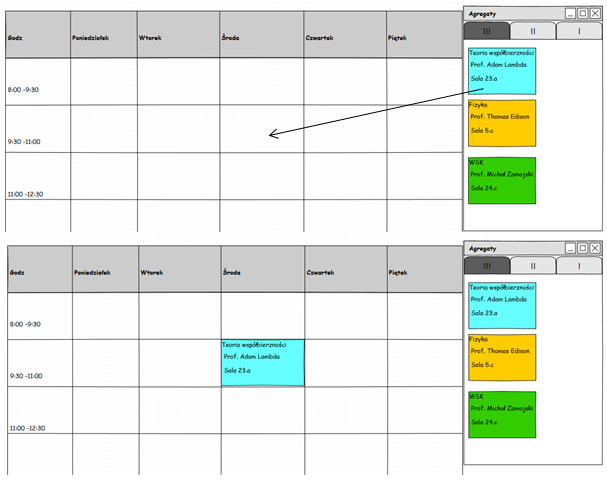 Agregaty
Godz Poniedziałek Wtorek Środa Czwartek Piątek
III II I
Teoria współbierzności
Prof. Adam Lambda
Sala 23.a
8:00 -9:30
Fizyka
Prof. Thomas Edison
Sala 5.c
9:30 -11:00
WSK
Prof. Michał Zamojski
Sala 24.c
11:00 -12:30
Agregaty
Godz Poniedziałek Wtorek Środa Czwartek Piątek
III II I
Teoria współbierzności
Prof. Adam Lambda
Sala 23.a
8:00 -9:30
Teoria współbierzności
Prof. Adam Lambda
Sala 23.a
9:30 -11:00
Fizyka
Prof. Thomas Edison
Sala 5.c
WSK
Prof. Michał Zamojski
Sala 24.c
11:00 -12:30